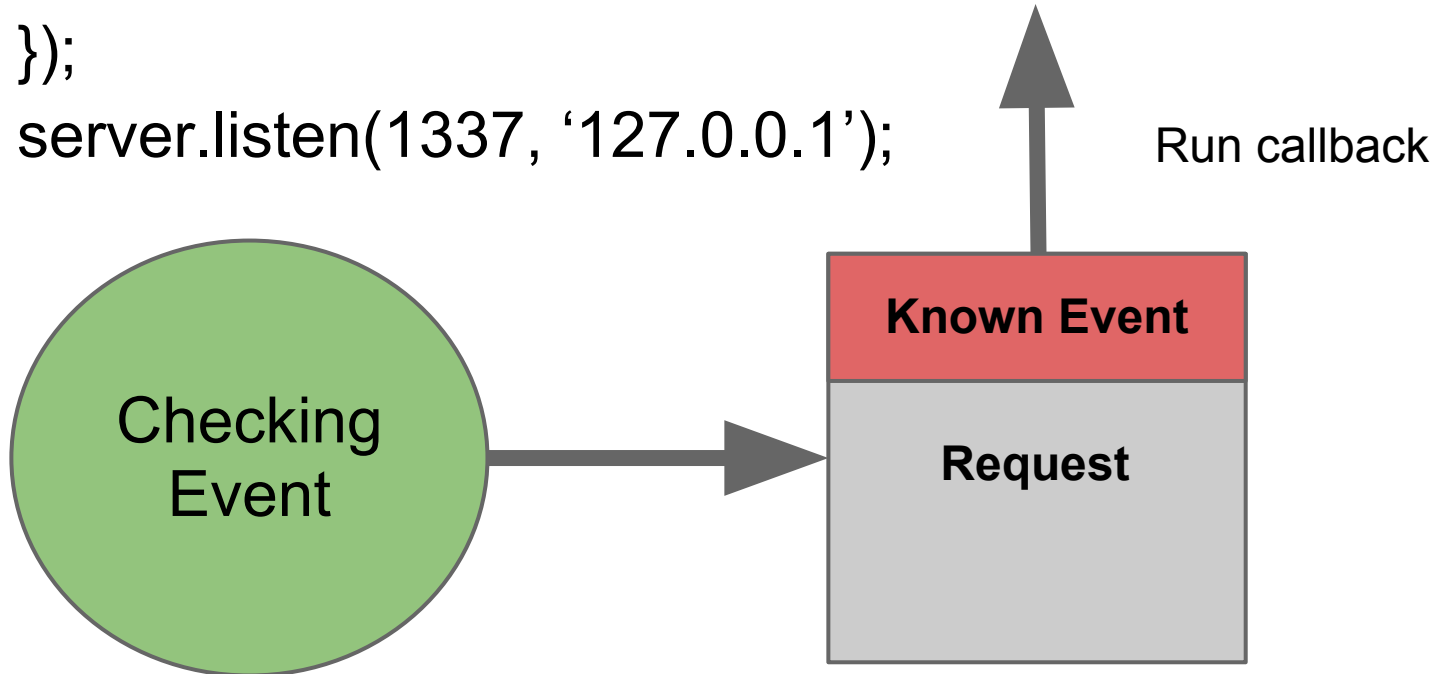 });
server.listen(1337, ‘127.0.0.1’);
Run callback
Known Event
Checking
Event
Request